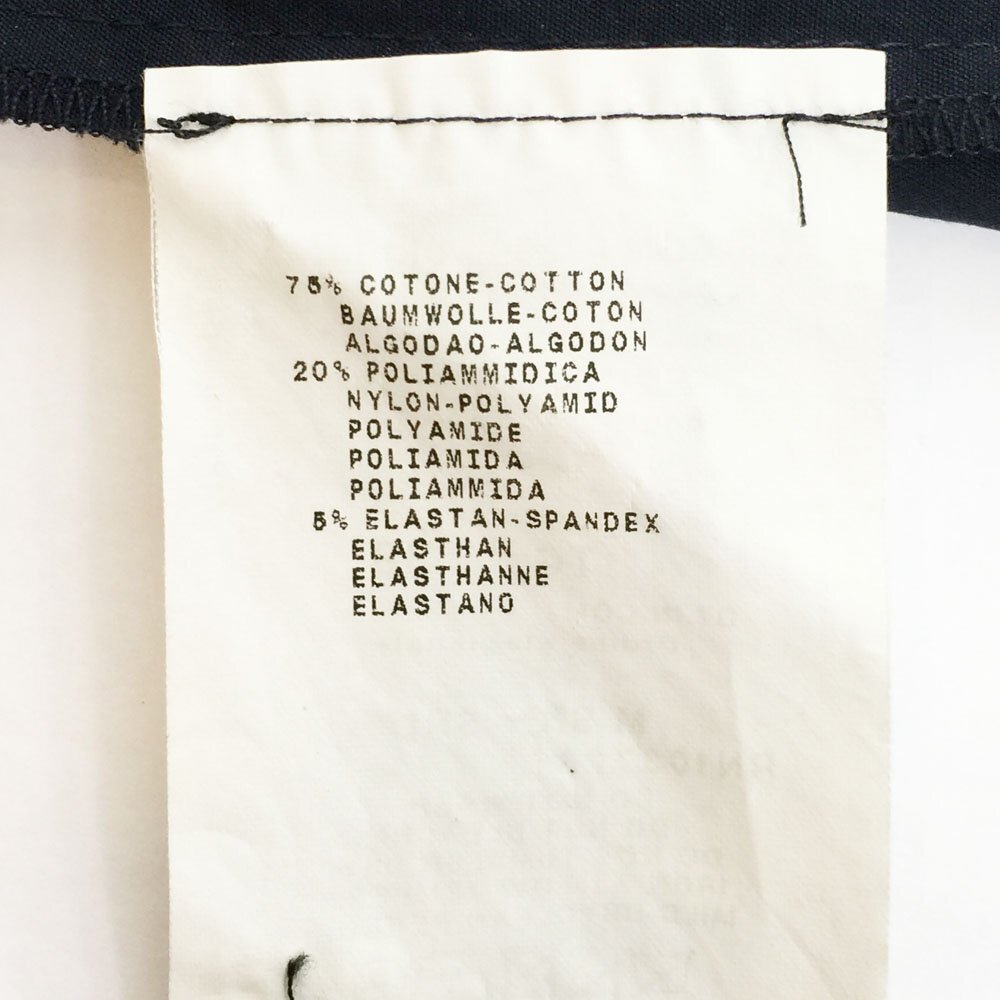 75% COTONE-COTTON
BAUMWOLLE-COTON
ALGODAO-ALGODON
20% POLIAMMIDICA
NYLON-POLYAMID
POLYAMIDE
POLIAMIDA
POLIAMMIDA
5% ELASTAN-SPANDEX
ELASTHAN
ELASTHANNE
ELASTANO